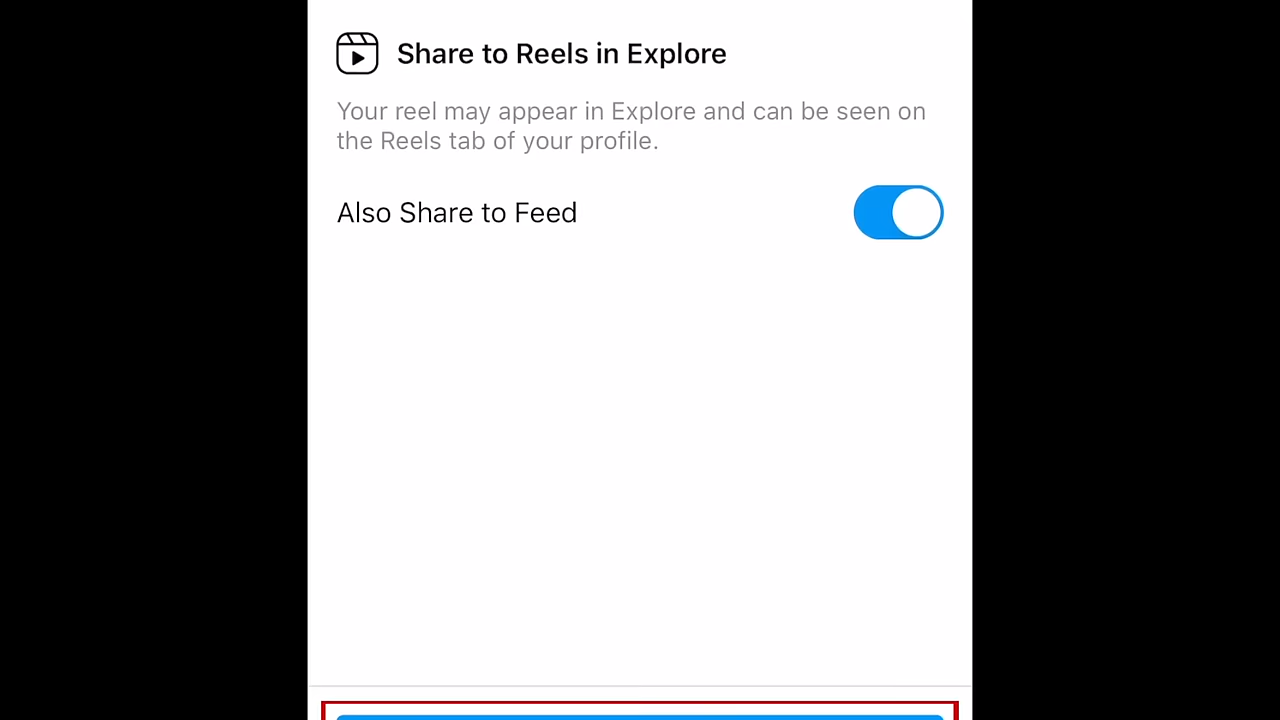 Share to Reels in Explore
Your reel may appear in Explore and can be seen on
the Reels tab of your profile.
Also Share to Feed